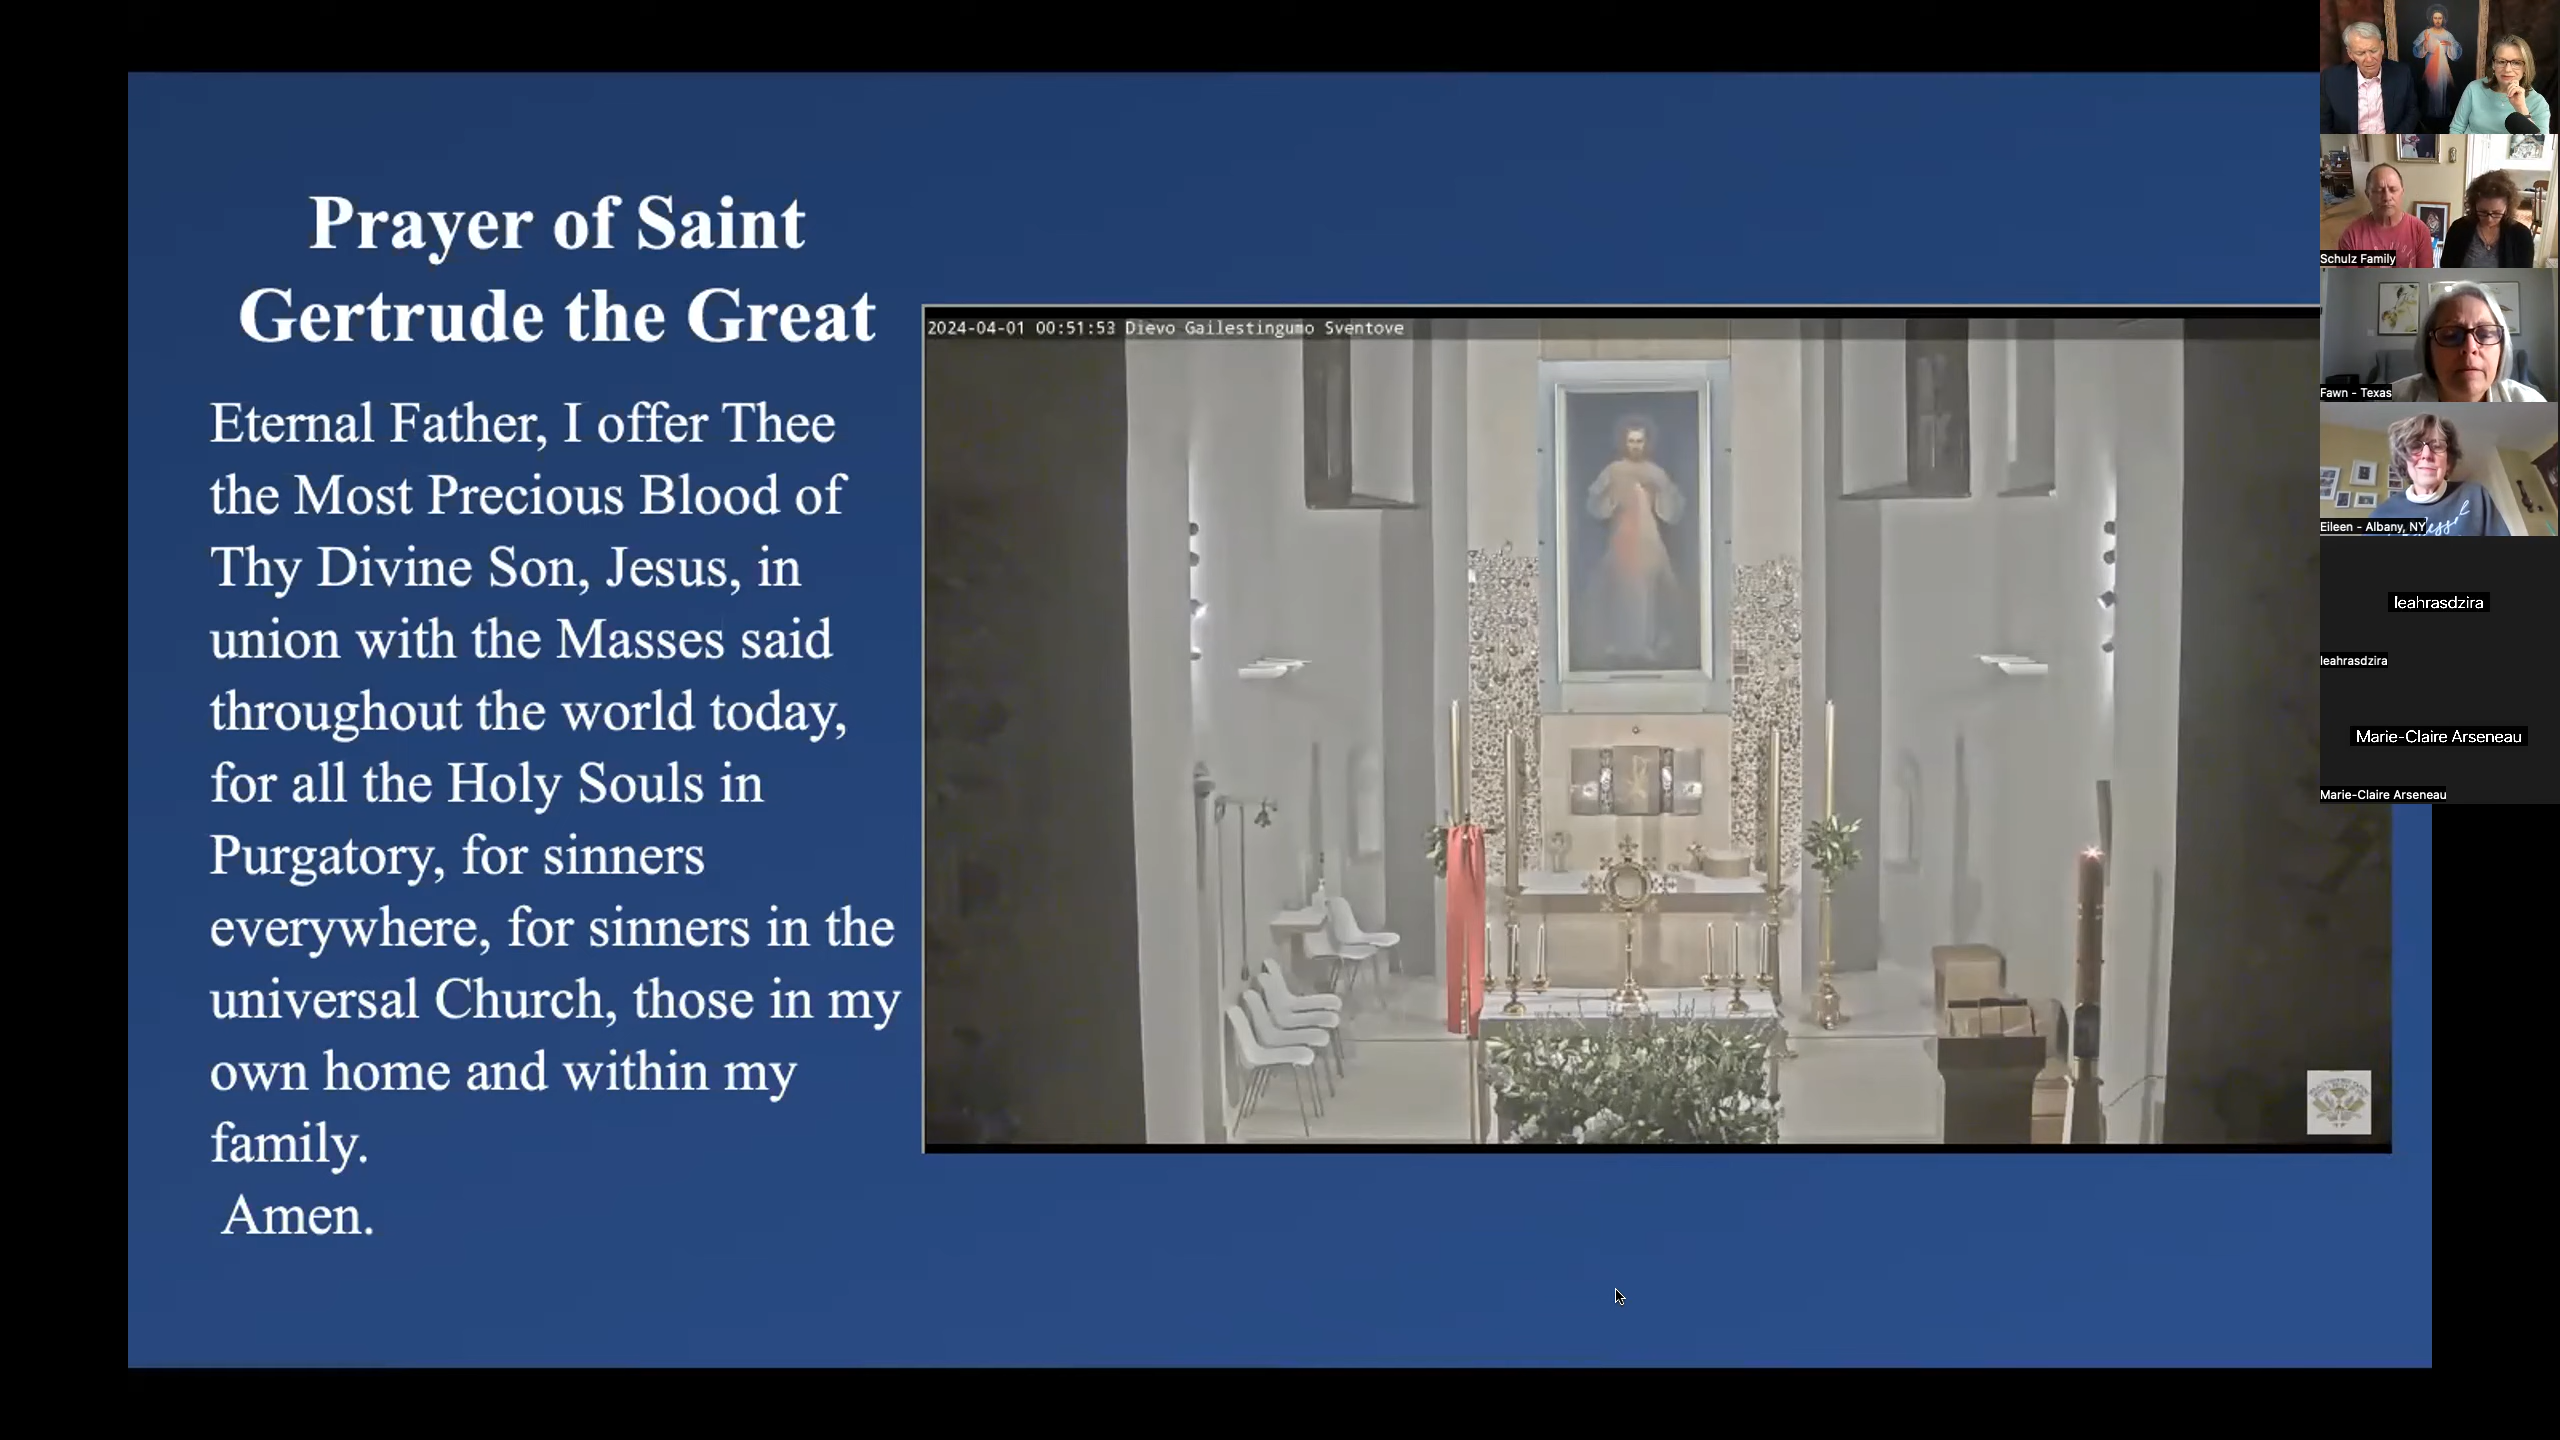 Prayer of Saint
Gertrude the Great
Eternal Father, I offer Thee
the Most Precious Blood of
Thy Divine Son, Jesus, in
union with the Masses said
throughout the world today,
for all the Holy Souls in
Purgatory, for sinners
everywhere, for sinners in the
universal Church, those in my
own home and within my
family.
Amen.
2024-04-01 00:51:53 Dievo Gailestingumo Sventove
Schulz Family
Fawn - Texas
Eileen - Albany, NY
leahrasdzira
leahrasdzira
Marie-Claire Arseneau
Marie-Claire Arseneau